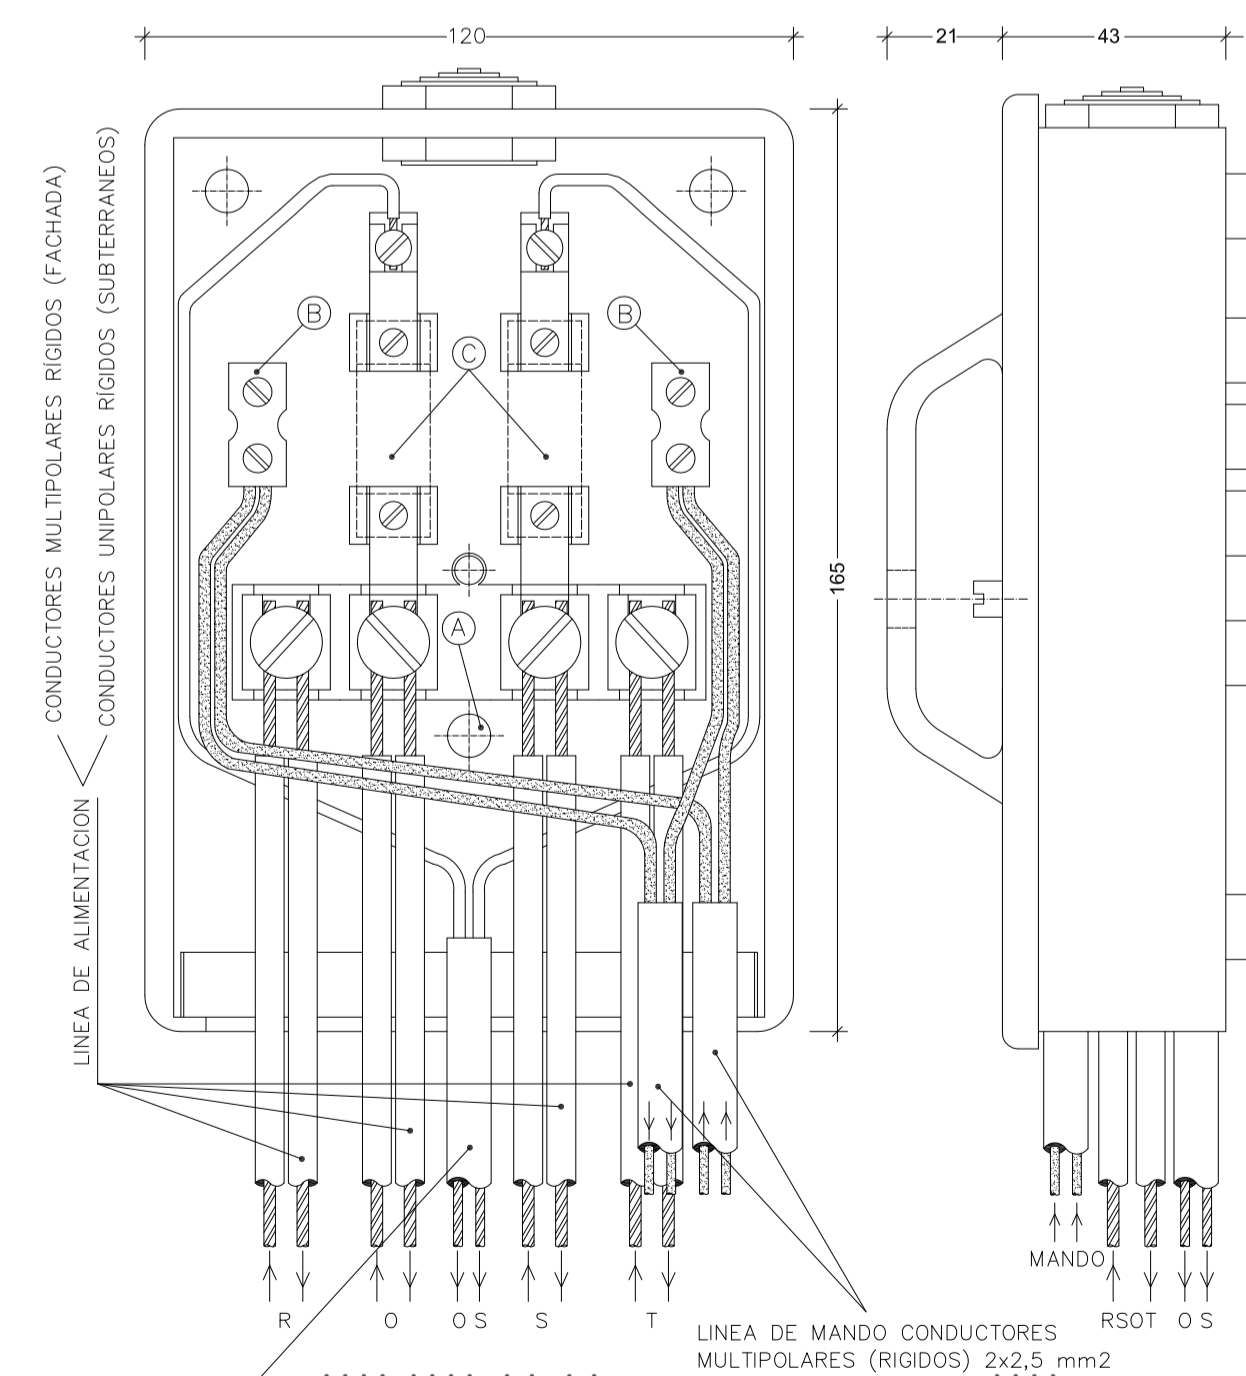 120
21
43
CONDUCTORES MULTIPOLARES RÍGIDOS (FACHADA)
CONDUCTORES UNIPOLARES RÍGIDOS (SUBTERRANEOS)
LINEA DE ALIMENTACION
B
B
C
A
165
MANDO
R
O
O S
S
T
RSOT
O S
LINEA DE MANDO CONDUCTORES
MULTIPOLARES (RIGIDOS) 2x2,5 mm2